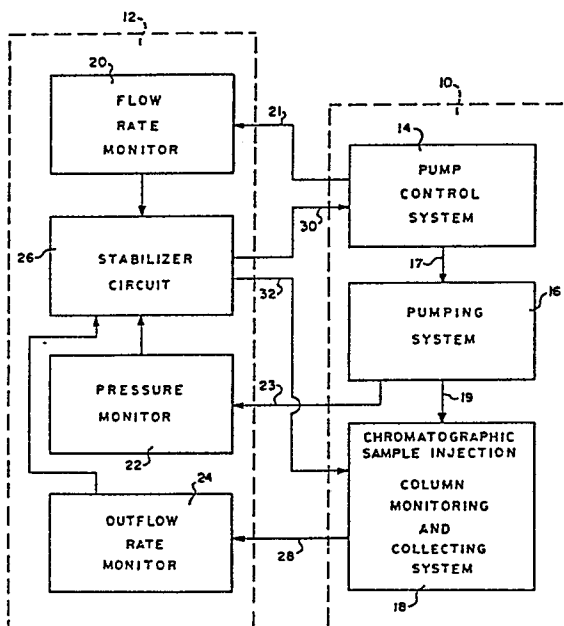 12
20
FLOW
RATE
MONITOR
21
10
14
PUMP
CONTROL
SYSTEM
30
26
STABILIZER
CIRCUIT
32
17
16
PUMPING
SYSTEM
PRESSURE
MONITOR
22
23
19
CHROMATOGRAPHIC
SAMPLE INJECTION
COLUMN
MONITORING
AND
COLLECTING
SYSTEM
18
24
OUTFLOW
RATE
MONITOR
28